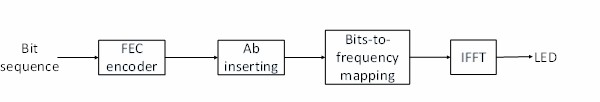 Bit
sequence
FEC
encoder
Ab
inserting
Bits-to-
frequency
mapping
IFFT
LED